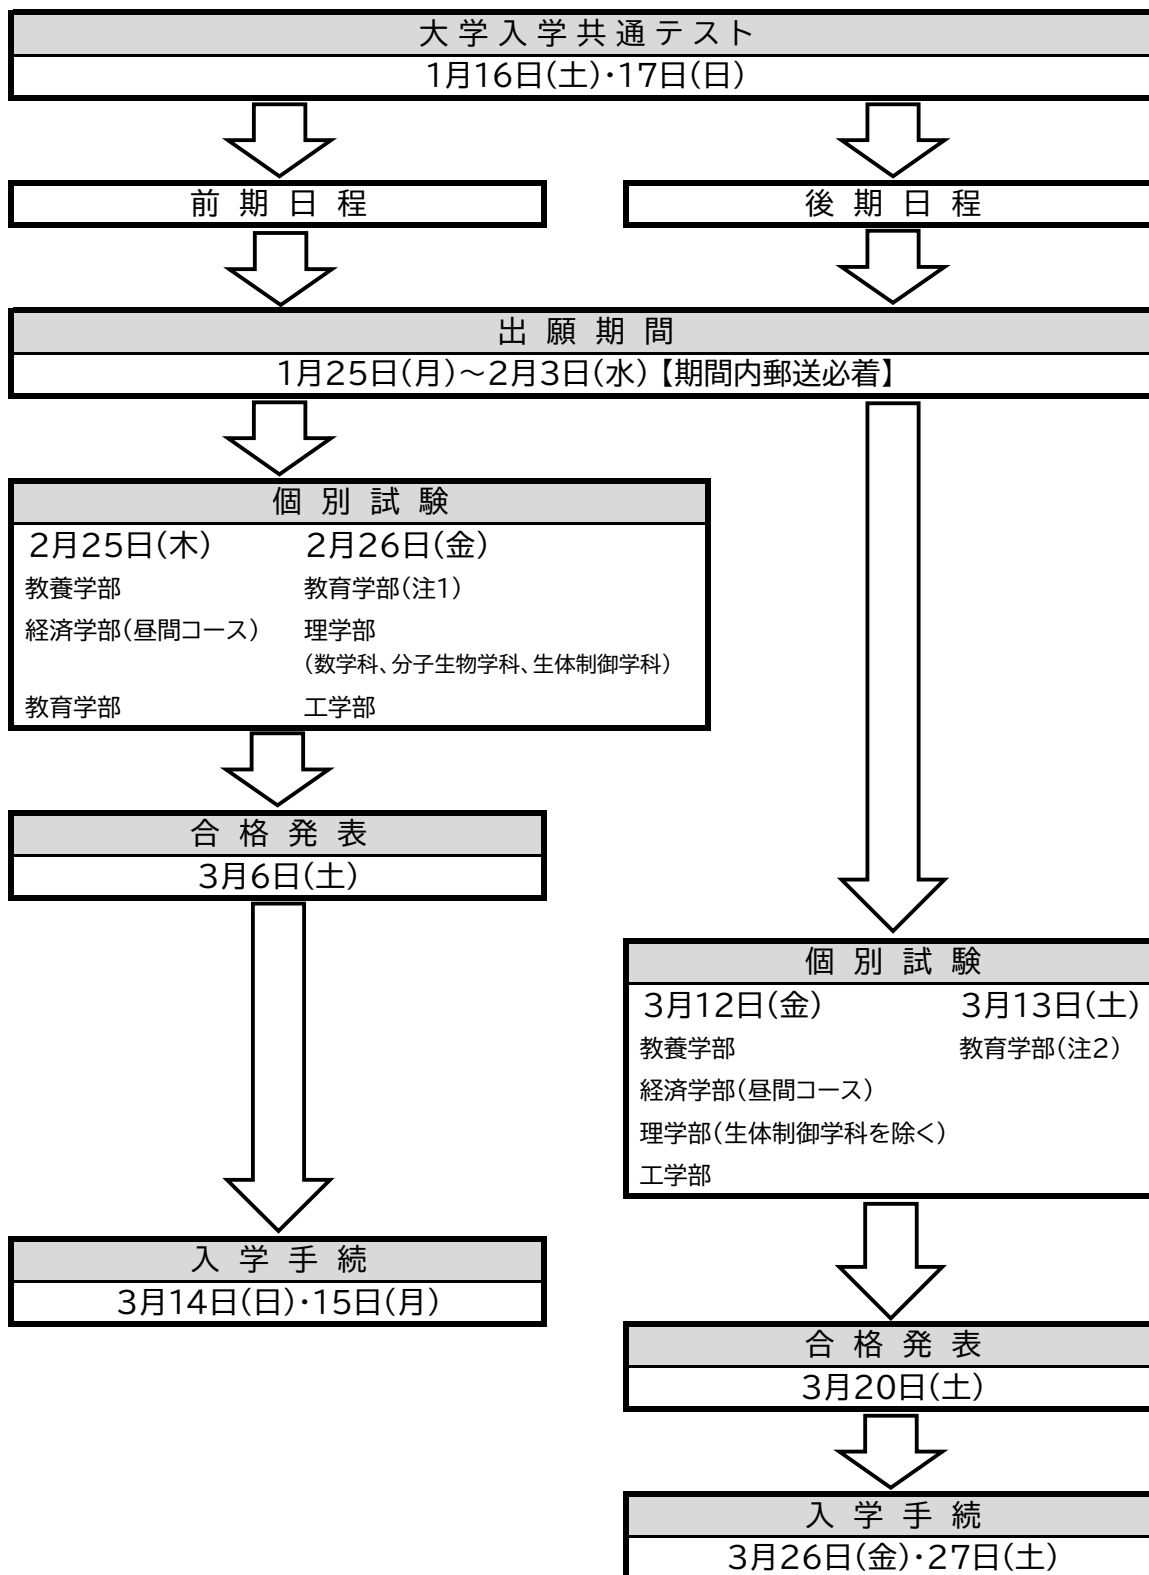 大学入学共通テスト
1月16日(土)・17日(日)
前期日程
後期日程
出願期間
1月25日(月)～2月3日(水)【期間内郵送必着】
個別試験
2月25日(木) 2月26日(金)
教養学部 教育学部(注1)
経済学部(昼間コース) 理学部
(数学科、分子生物学科、生体制御学科)
教育学部 工学部
合格発表
3月6日(土)
個別試験
3月12日(金) 3月13日(土)
教養学部 教育学部(注2)
経済学部(昼間コース)
理学部(生体制御学科を除く)
工学部
入学手続
3月14日(日)・15日(月)
合格発表
3月20日(土)
入学手続
3月26日(金)・27日(土)